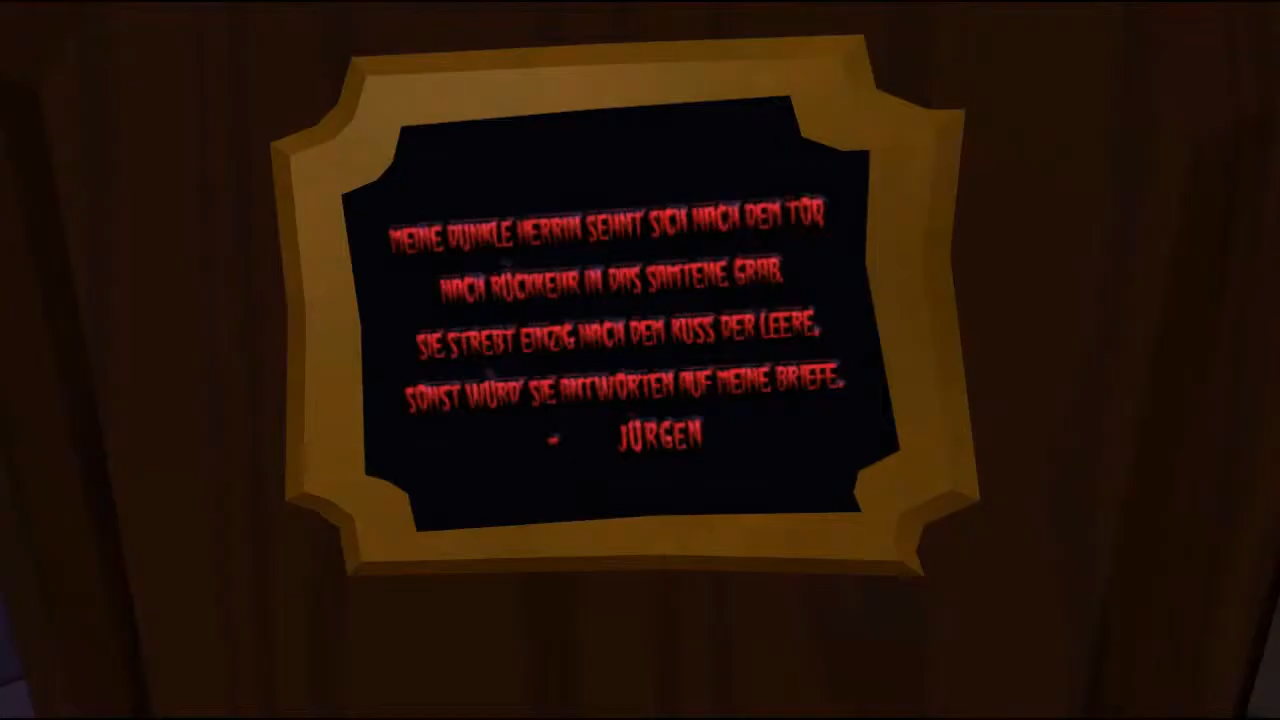 MEINE DUNKLE HERRIN SEHNT SICH NACH DEM TOD
NACH RÜCKKEHR IN DAS SAMTENE GRAB.
SIE STREBT EINZIG NACH DEM KUSS DER LEERE,
SONST WÜRD' SIE ANTWORTEN AUF MEINE BRIEFE.
- JÜRGEN